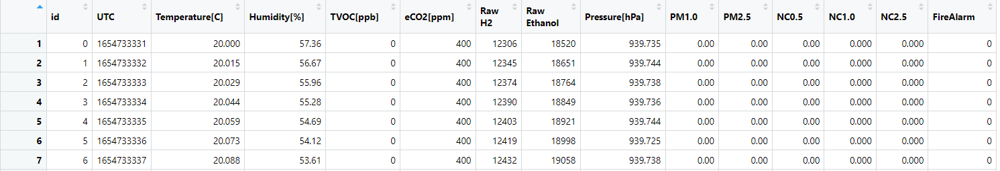 id UTC Temperature[C] Humidity[%] TVOC[ppb] eCO2[ppm] Raw H2 Raw Ethanol Pressure[hPa] PM1.0 PM2.5 NC0.5 NC1.0 NC2.5 FireAlarm
1 0 1654733331 20.000 57.36 0 400 12306 18520 939.735 0.00 0.00 0.00 0.000 0.000 0
2 1 1654733332 20.015 56.67 0 400 12345 18651 939.744 0.00 0.00 0.00 0.000 0.000 0
3 2 1654733333 20.029 55.96 0 400 12374 18764 939.738 0.00 0.00 0.00 0.000 0.000 0
4 3 1654733334 20.044 55.28 0 400 12390 18849 939.736 0.00 0.00 0.00 0.000 0.000 0
5 4 1654733335 20.059 54.69 0 400 12403 18921 939.744 0.00 0.00 0.00 0.000 0.000 0
6 5 1654733336 20.073 54.12 0 400 12419 18998 939.725 0.00 0.00 0.00 0.000 0.000 0
7 6 1654733337 20.088 53.61 0 400 12432 19058 939.738 0.00 0.00 0.00 0.000 0.000 0